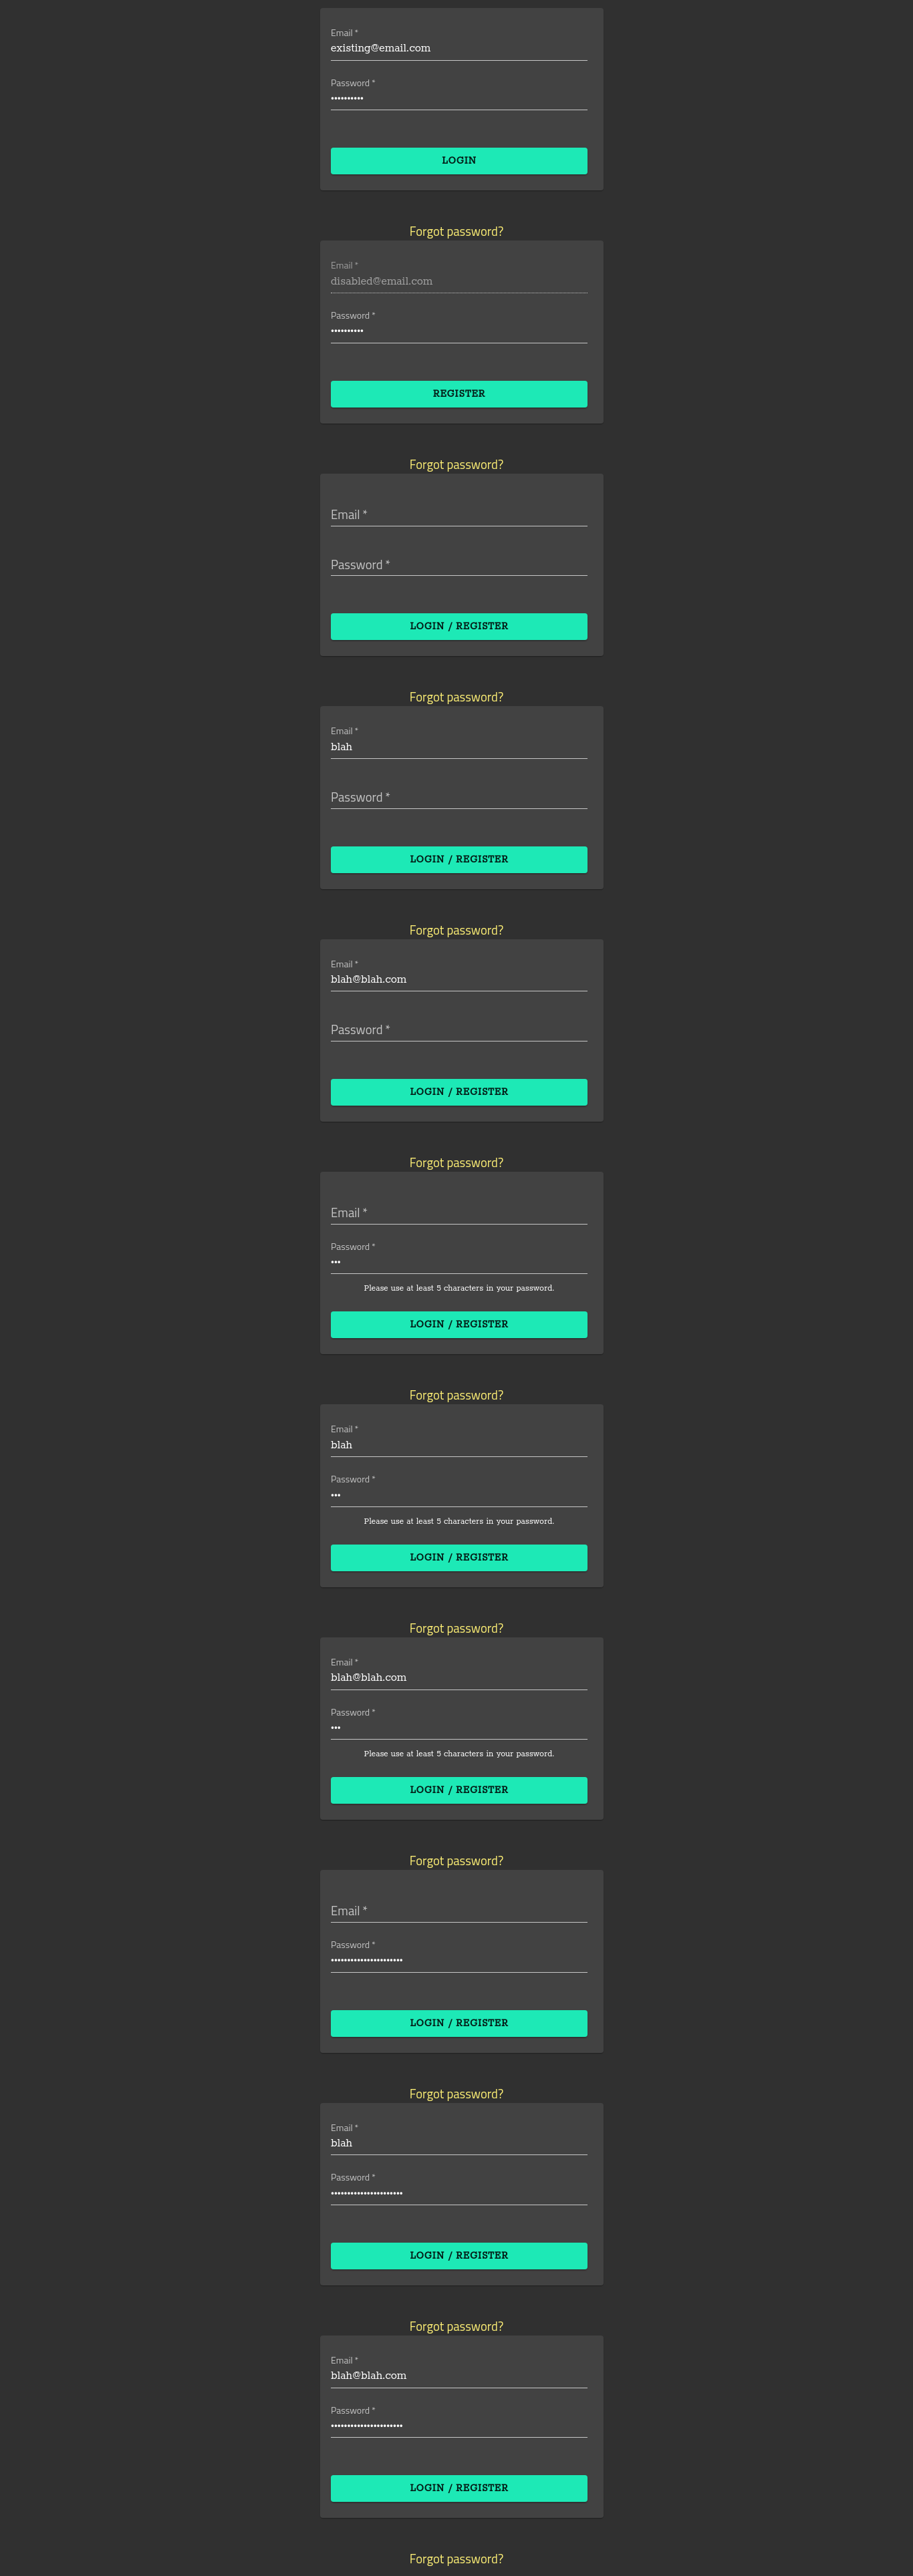 Email *
existing@email.com
Password *
••••••••••
LOGIN
Forgot password?
Email *
disabled@email.com
Password *
••••••••••
REGISTER
Forgot password?
Email *
Password *
LOGIN / REGISTER
Forgot password?
Email *
blah
Password *
LOGIN / REGISTER
Forgot password?
Email *
blah@blah.com
Password *
LOGIN / REGISTER
Forgot password?
Email *
Password *
•••
Please use at least 5 characters in your password.
LOGIN / REGISTER
Forgot password?
Email *
blah
Password *
•••
Please use at least 5 characters in your password.
LOGIN / REGISTER
Forgot password?
Email *
blah@blah.com
Password *
•••
Please use at least 5 characters in your password.
LOGIN / REGISTER
Forgot password?
Email *
Password *
••••••••••••••••••••••
LOGIN / REGISTER
Forgot password?
Email *
blah
Password *
••••••••••••••••••••••
LOGIN / REGISTER
Forgot password?
Email *
blah@blah.com
Password *
••••••••••••••••••••••
LOGIN / REGISTER
Forgot password?